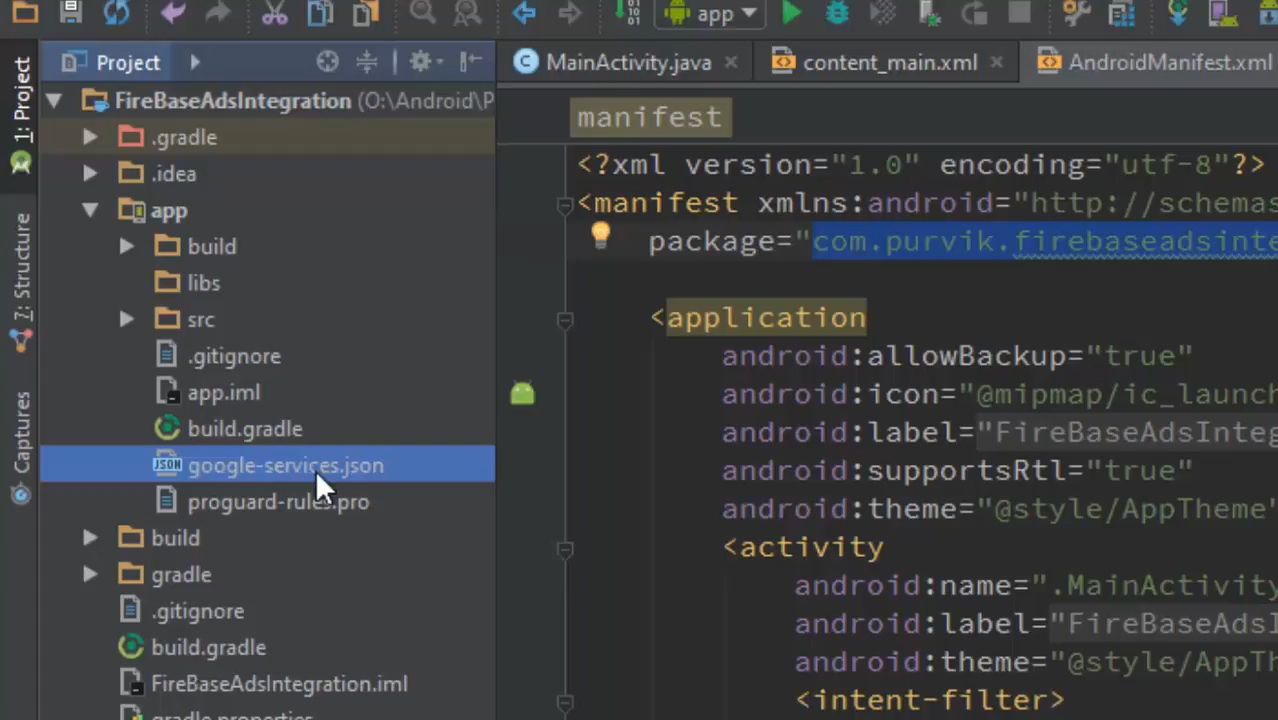 app
1: Project
7: Structure
Captures
Project
FireBaseAdsIntegration (O:\Android\P
.gradle
.idea
app
build
libs
src
.gitignore
app.iml
build.gradle
google-services.json
proguard-rules.pro
build
gradle
.gitignore
build.gradle
FireBaseAdsIntegration.iml
gradle.properties
MainActivity.java
content_main.xml
AndroidManifest.xml
manifest
<?xml version="1.0" encoding="utf-8"?>
<manifest xmlns:android="http://schemas
package="com.purvik.firebaseadsinte
<application
android:allowBackup="true"
android:icon="@mipmap/ic_launch
android:label="FireBaseAdsInteg
android:supportsRtl="true"
android:theme="@style/AppTheme"
<activity
android:name=".MainActivity
android:label="FireBaseAdsI
android:theme="@style/AppTh
<intent-filter>